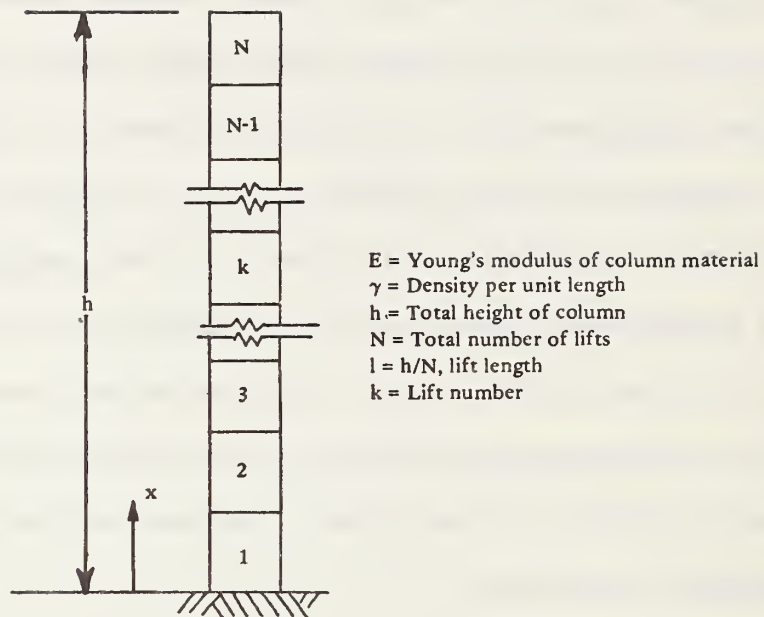 N
N-1
k
h
3
2
x
1
E = Young's modulus of column material
γ = Density per unit length
h = Total height of column
N = Total number of lifts
l = h/N, lift length
k = Lift number